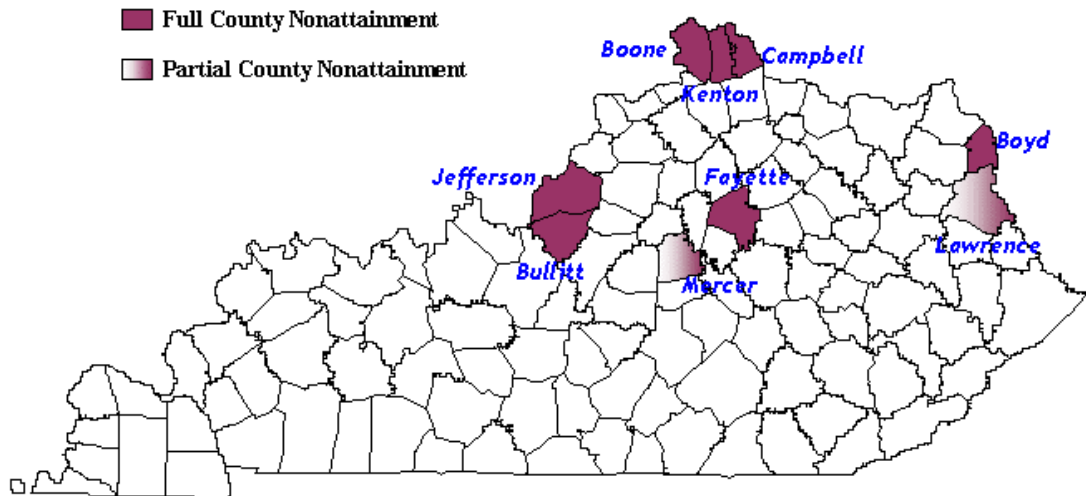 Full County Nonattainment
Partial County Nonattainment
Boone
Campbell
Kenton
Boyd
Jefferson
Fayette
Lawrence
Bullitt
Mercer